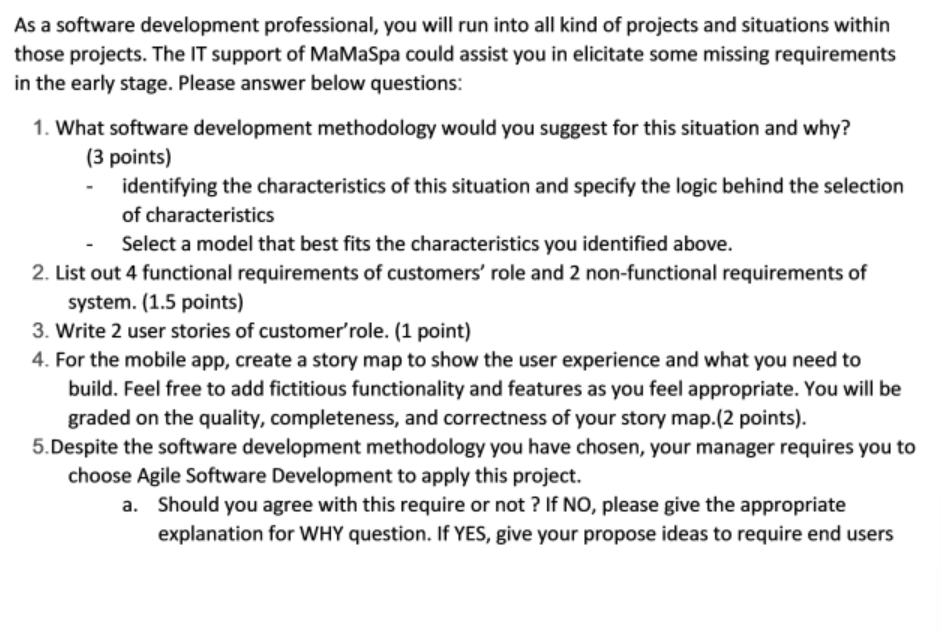 As a software development professional, you will run into all kind of projects and situations within
those projects. The IT support of MaMaSpa could assist you in elicitate some missing requirements
in the early stage. Please answer below questions:
1. What software development methodology would you suggest for this situation and why?
(3 points)
- identifying the characteristics of this situation and specify the logic behind the selection
of characteristics
- Select a model that best fits the characteristics you identified above.
2. List out 4 functional requirements of customers’ role and 2 non-functional requirements of
system. (1.5 points)
3. Write 2 user stories of customer’role. (1 point)
4. For the mobile app, create a story map to show the user experience and what you need to
build. Feel free to add fictitious functionality and features as you feel appropriate. You will be
graded on the quality, completeness, and correctness of your story map.(2 points).
5.Despite the software development methodology you have chosen, your manager requires you to
choose Agile Software Development to apply this project.
a. Should you agree with this require or not ? If NO, please give the appropriate
explanation for WHY question. If YES, give your propose ideas to require end users